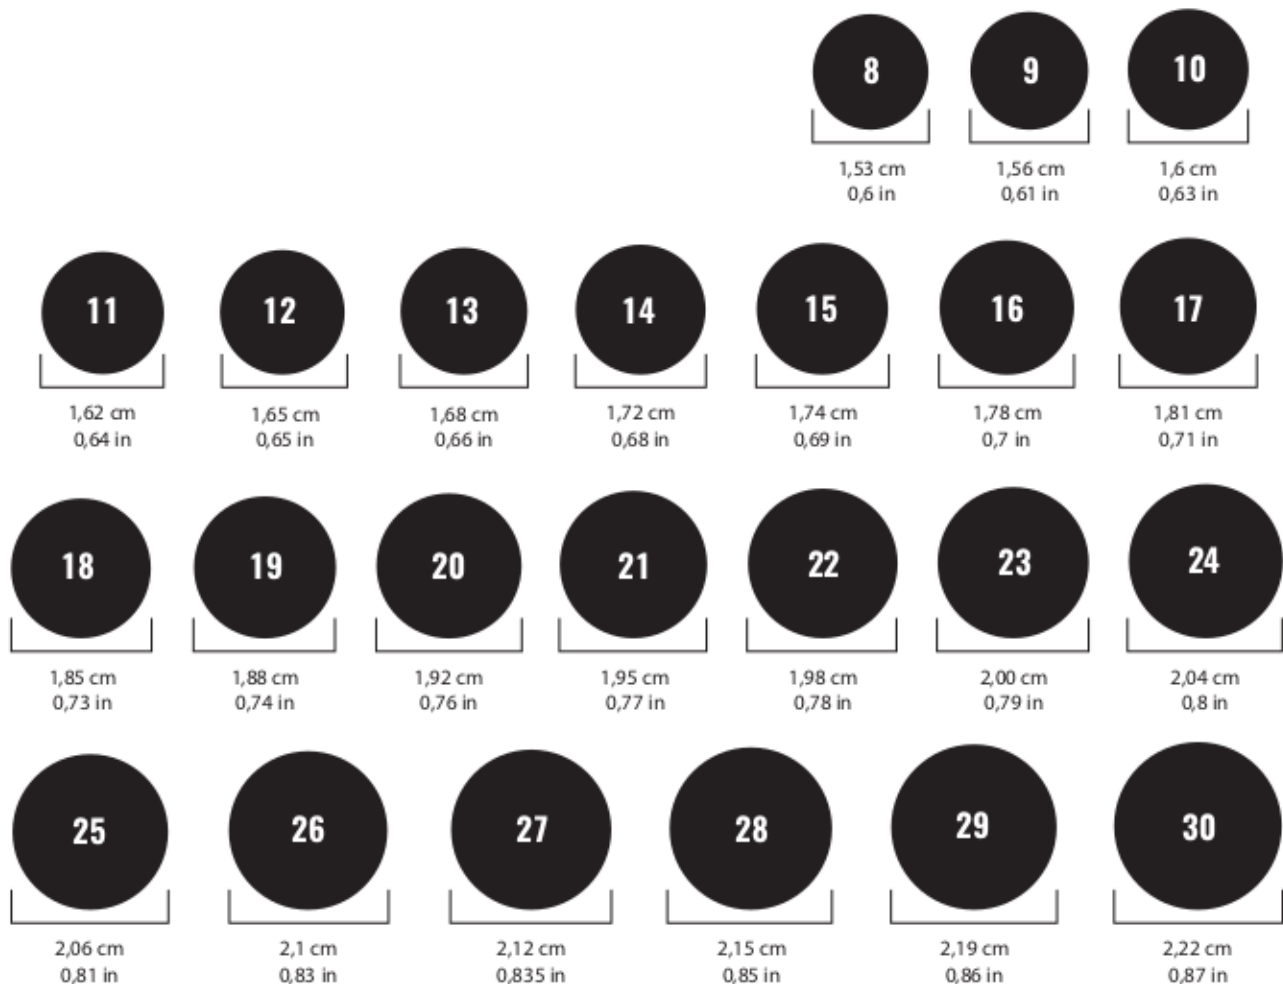 8 9 10
1,53 cm 1,56 cm 1,6 cm
0,6 in 0,61 in 0,63 in
11 12 13 14 15 16 17
1,62 cm 1,65 cm 1,68 cm 1,72 cm 1,74 cm 1,78 cm 1,81 cm
0,64 in 0,65 in 0,66 in 0,68 in 0,69 in 0,7 in 0,71 in
18 19 20 21 22 23 24
1,85 cm 1,88 cm 1,92 cm 1,95 cm 1,98 cm 2,00 cm 2,04 cm
0,73 in 0,74 in 0,76 in 0,77 in 0,78 in 0,79 in 0,8 in
25 26 27 28 29 30
2,06 cm 2,1 cm 2,12 cm 2,15 cm 2,19 cm 2,22 cm
0,81 in 0,83 in 0,835 in 0,85 in 0,86 in 0,87 in